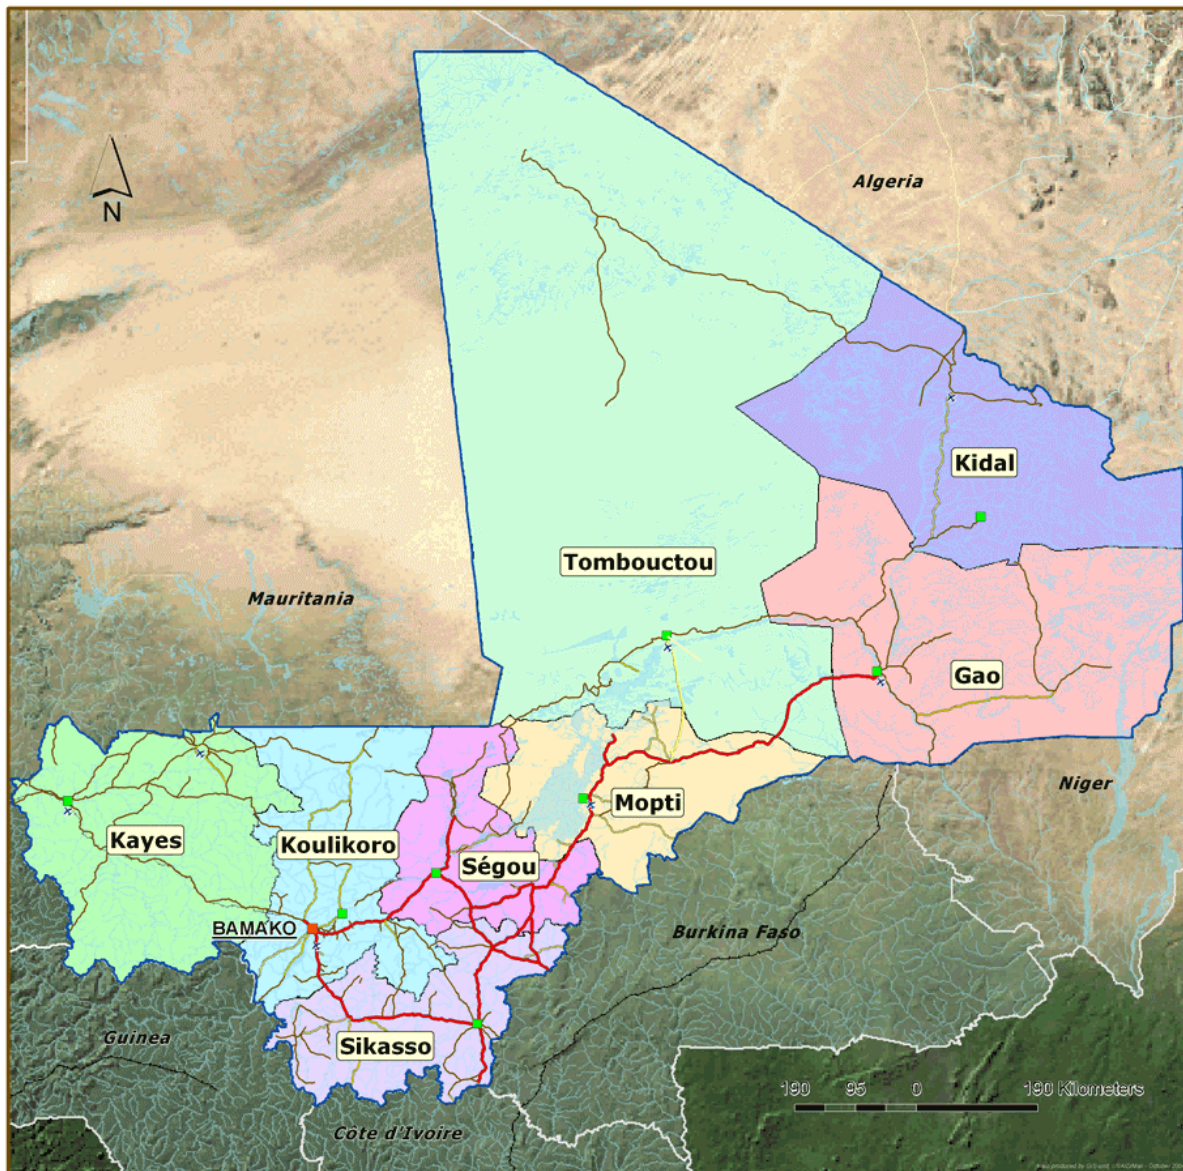 Algeria
N
Kidal
Tombouctou
Mauritania
Gao
Niger
Mopti
Kayes
Koulikoro
Ségou
BAMAKO
Burkina Faso
Guinea
Sikasso
190 95 0 190 Kilometers
Côte d'Ivoire